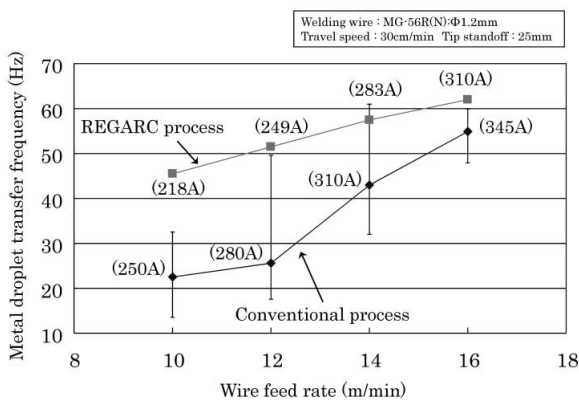 Welding wire : MG-56R(N):Φ1.2mm
Travel speed : 30cm/min Tip standoff : 25mm
Metal droplet transfer frequency (Hz)
70
60
50
40
30
20
10
(310A)
(283A)
(249A)
REGARC process
(345A)
(218A)
(310A)
(280A)
(250A)
Conventional process
8
10
12
14
16
18
Wire feed rate (m/min)